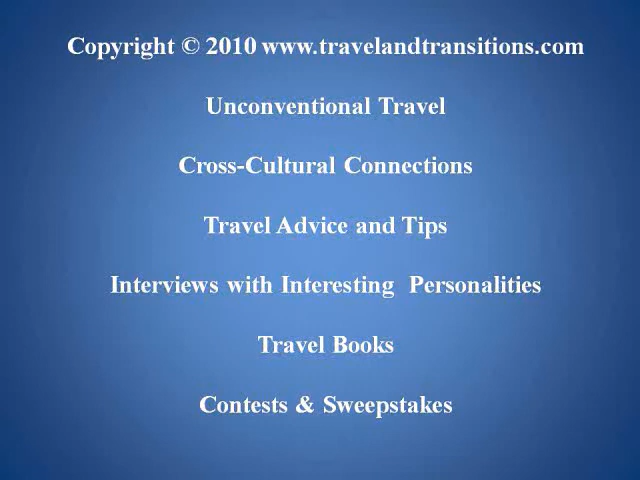 Copyright © 2010 www.travelandtransitions.com
Unconventional Travel
Cross-Cultural Connections
Travel Advice and Tips
Interviews with Interesting  Personalities
Travel Books
Contests & Sweepstakes